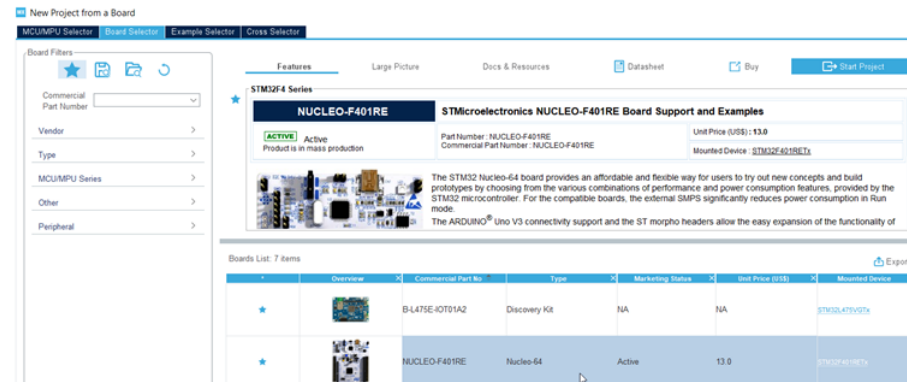 MX New Project from a Board
MCU/MPU Selector Board Selector Example Selector Cross Selector
Board Filters
Features Large Picture Docs & Resources Datasheet Buy Start Project
Commercial
Part Number
Vendor
Type
MCU/MPU Series
Other
Peripheral
STM32F4 Series
NUCLEO-F401RE
STMicroelectronics NUCLEO-F401RE Board Support and Examples
ACTIVE Active
Product is in mass production
Part Number : NUCLEO-F401RE
Commercial Part Number : NUCLEO-F401RE
Unit Price (US$) : 13.0
Mounted Device : STM32F401RETx
The STM32 Nucleo-64 board provides an affordable and flexible way for users to try out new concepts and build
prototypes by choosing from the various combinations of performance and power consumption features, provided by the
STM32 microcontroller. For the compatible boards, the external SMPS significantly reduces power consumption in Run
mode.
The ARDUINO® Uno V3 connectivity support and the ST morpho headers allow the easy expansion of the functionality of
Boards List: 7 items
Export
* Overview X Commercial Part No Type X Marketing Status X Unit Price (US$) X Mounted Device
B-L475E-IOT01A2 Discovery Kit NA NA STM32L475VGTx
NUCLEO-F401RE Nucleo-64 Active 13.0 STM32F401RETx